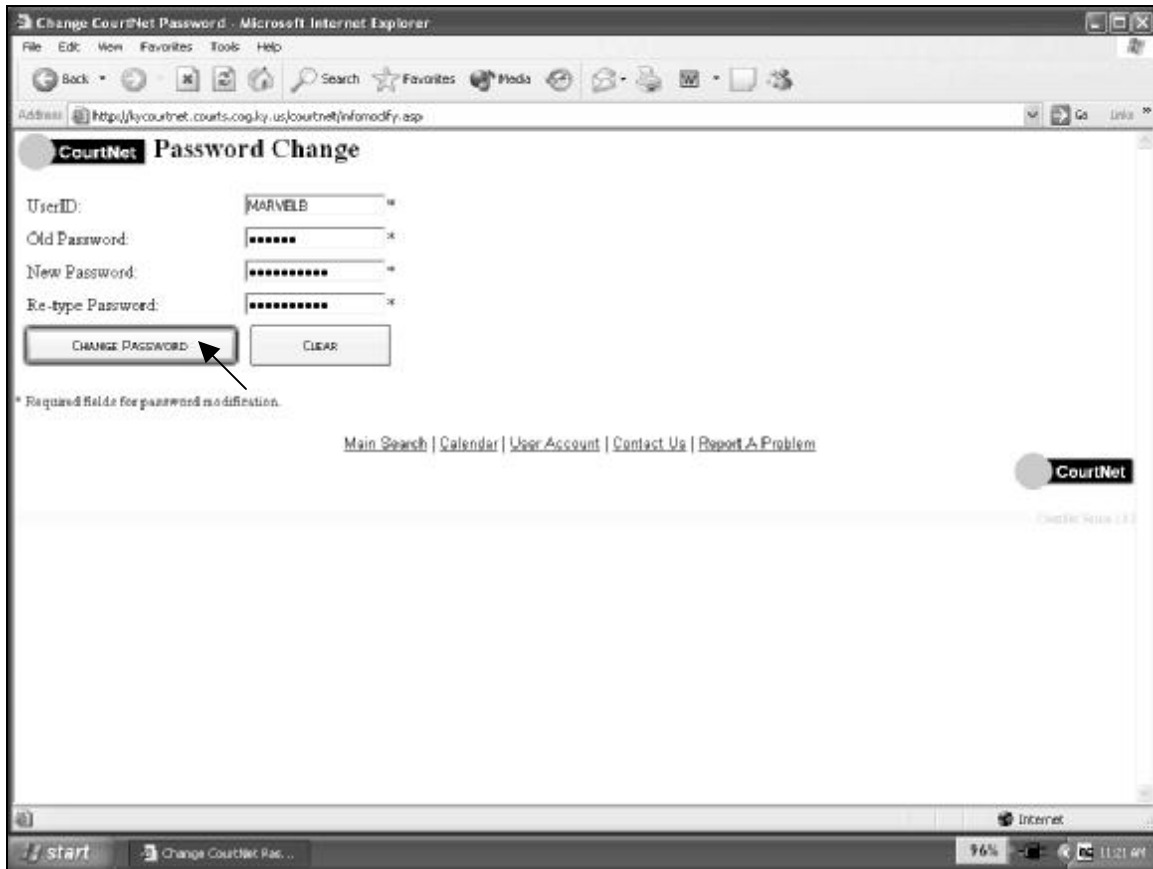 Change CourtNet Password - Microsoft Internet Explorer
File Edit View Favorites Tools Help
Back Search Favorites Media W
Address http://kycourtnet.courts.cog.ky.us/courtnet/infomodify.asp Go Links »
CourtNet Password Change
UserID: MARVELB *
Old Password: •••••• *
New Password: •••••••••• *
Re-type Password: •••••••••• *
CHANGE PASSWORD CLEAR
* Required fields for password modification.
Main Search | Calendar | User Account | Contact Us | Report A Problem
CourtNet
Internet
start Change CourtNet Pas... 96% 11:21 AM